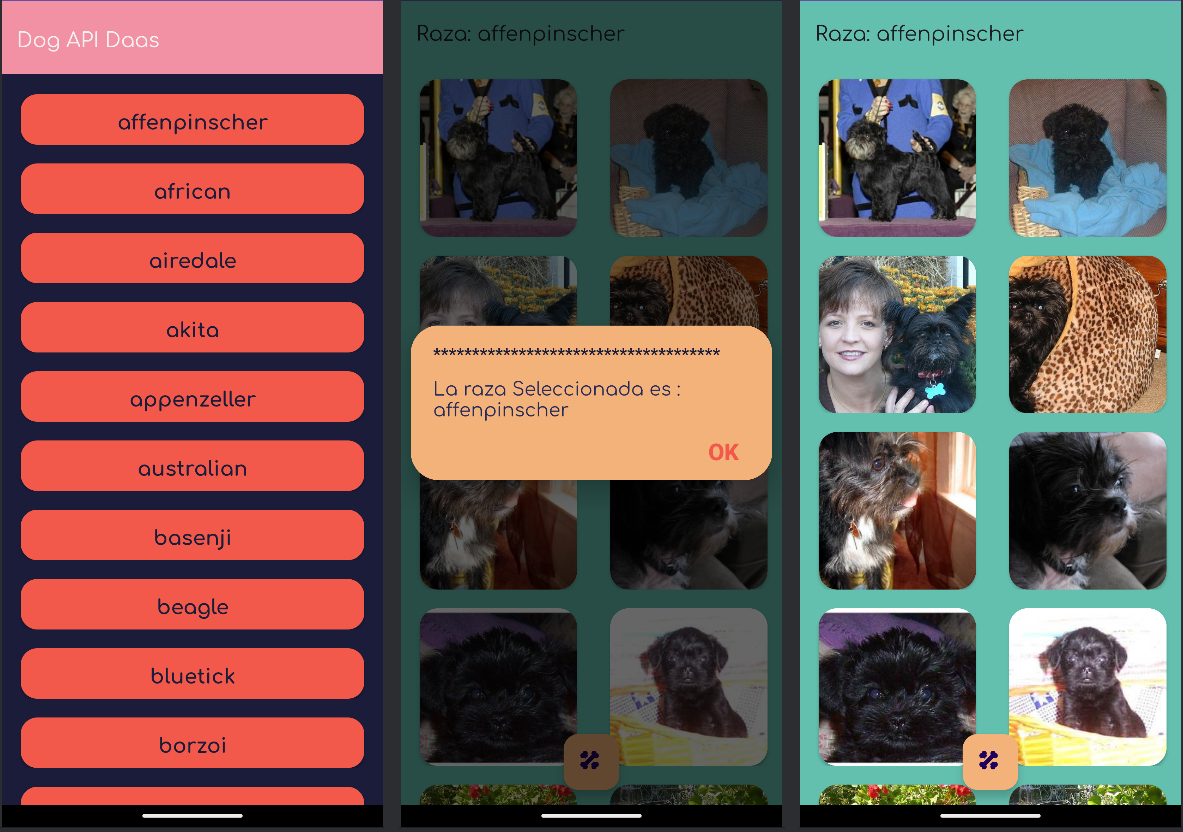 Dog API Daas
affenpinscher
african
airedale
akita
appenzeller
australian
basenji
beagle
bluetick
borzoi
Raza: affenpinscher
*************************************
La raza Seleccionada es :
affenpinscher
OK
Raza: affenpinscher